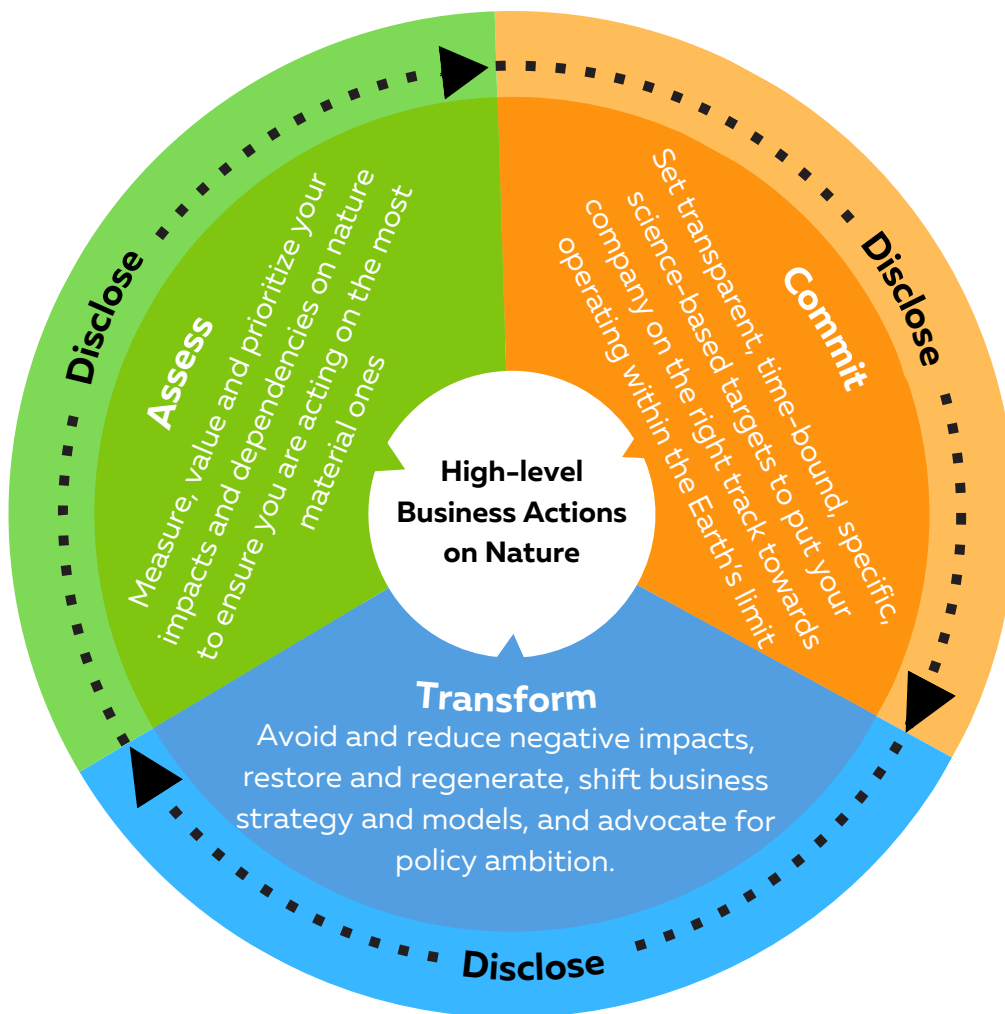 High-level
Business Actions
on Nature
Disclose
Assess
Measure, value and prioritize your
impacts and dependencies on nature
to ensure you are acting on the most
material ones
Disclose
Commit
Set transparent, time-bound, specific,
science-based targets to put your
company on the right track towards
operating within the Earth's limit
Transform
Avoid and reduce negative impacts,
restore and regenerate, shift business
strategy and models, and advocate for
policy ambition.
Disclose